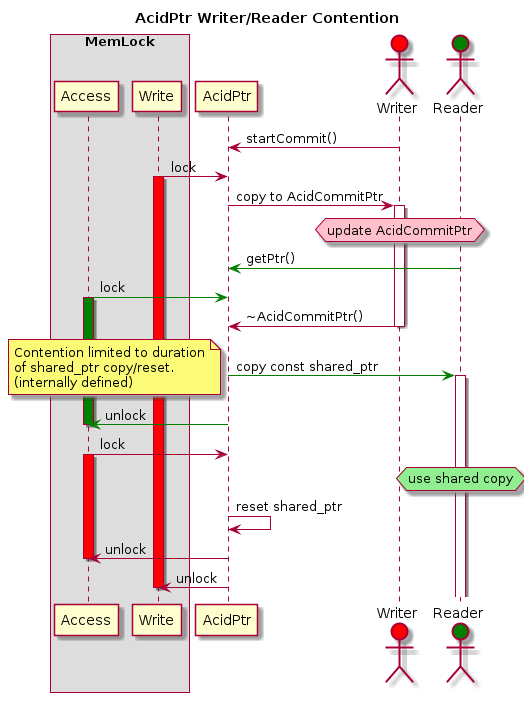 AcidPtr Writer/Reader Contention
MemLock
Access
Write
AcidPtr
Writer
Reader
startCommit()
lock
copy to AcidCommitPtr
update AcidCommitPtr
getPtr()
lock
~AcidCommitPtr()
Contention limited to duration
of shared_ptr copy/reset.
(internally defined)
copy const shared_ptr
unlock
lock
use shared copy
reset shared_ptr
unlock
unlock
Access
Write
AcidPtr
Writer
Reader